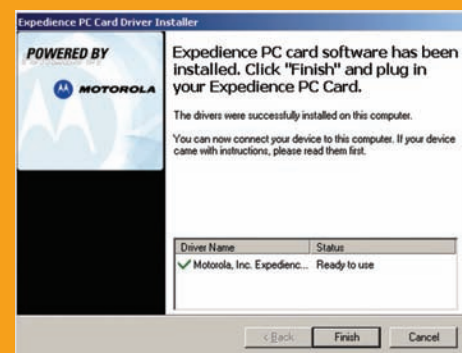 Expedience PC Card Driver Installer
POWERED BY
MOTOROLA
Expedience PC card software has been
installed. Click "Finish" and plug in
your Expedience PC Card.
The drivers were successfully installed on this computer.
You can now connect your device to this computer. If your device
came with instructions, please read them first.
Driver Name Status
Motorola, Inc. Expedienc... Ready to use
< Back Finish Cancel